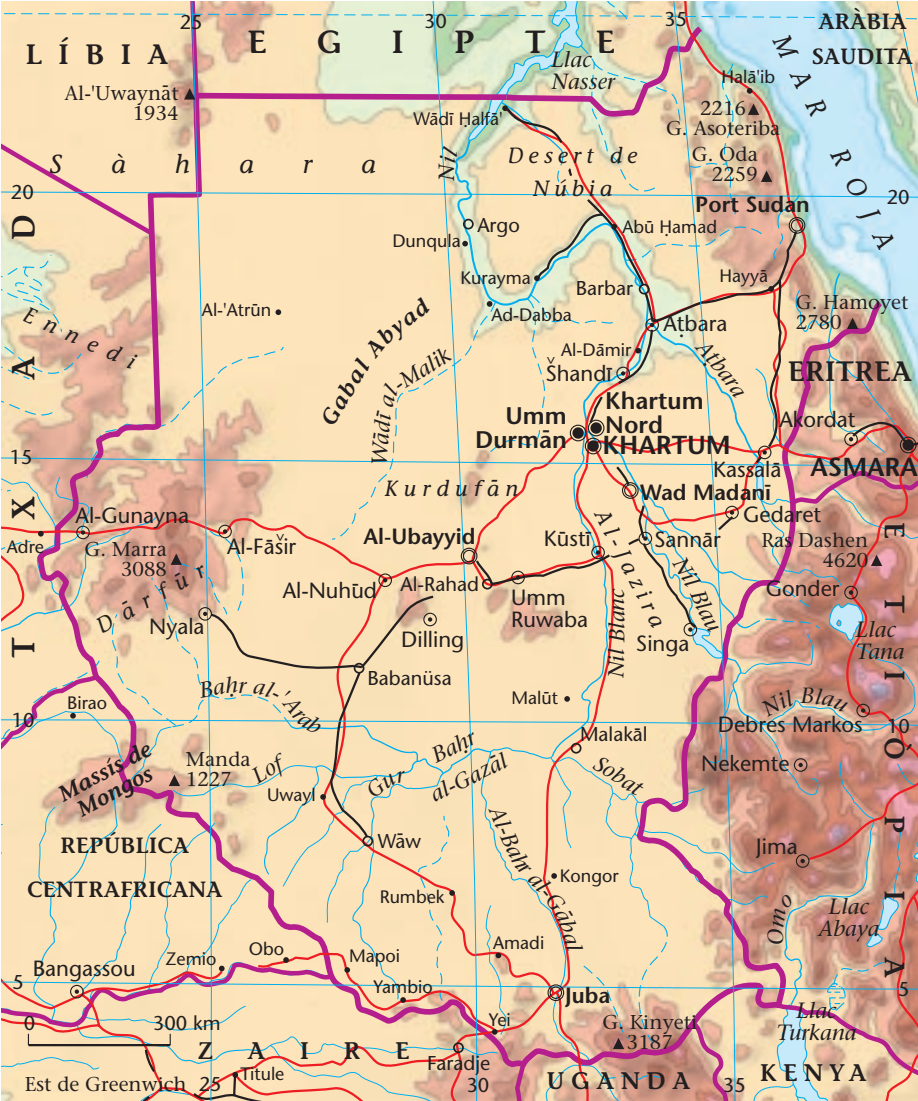 25
30
35
LÍBIA
EGIPTE
ARÀBIA
SAUDITA
MAR ROJA
Llac
Nasser
Al-'Uwaynāt
1934
Halā'ib
2216
G. Asoteriba
Wādī Ḥalfā'
Nil
Sàhara
Desert de
Núbia
G. Oda
2259
20
20
Port Sudan
Argo
Dunqula
Abū Ḥamad
Kurayma
Barbar
Hayyā
Al-'Atrūn
Ad-Dabba
G. Hamoyet
2780
Ennedi
Gabal Abyad
Atbara
Al-Dāmir
Šhandī
Atbara
Wādī al-Malik
ERITREA
Umm
Durmān
Khartum
Nord
KHARTUM
Akordat
15
Kassalā
ASMARA
TXAD
Kurdufān
Wad Madanī
Al-Gunayna
Gedaret
Adre
G. Marra
3088
Al-Fāšir
Al-Ubayyid
Kūstī
Al-Jazira
Sannār
Ras Dashen
4620
Dārfūr
Al-Nuhūd
Al-Rahad
Umm
Ruwaba
Nil Blau
Gonder
Nyala
Dilling
Singa
Llac
Tana
Nil Blanc
Babanüsa
Birao
Baḥr al-'Arab
Malūt
Nil Blau
10
10
Debres Markos
Malakāl
Massís de
Mongos
Manda
1227
Lof
Gur
Baḥr
al-Gazāl
Sobat
Nekemte
Uwayl
ETIÒPIA
REPÚBLICA
CENTRAFRICANA
Wāw
Al-Bahr al-Gābal
Jima
Rumbek
Kongor
Omo
Llac
Abaya
Bangassou
Zemio
Obo
Mapoi
Amadi
Yambio
5
5
Juba
0
300 km
Yei
G. Kinyeti
3187
Llac
Turkana
ZAIRE
Faradje
Est de Greenwich
25
Titule
30
UGANDA
35
KENYA